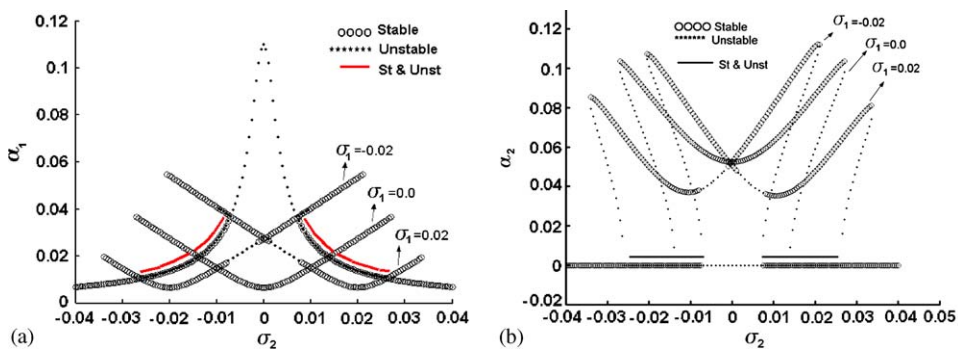 0.12
0.1
0.08
0.06
0.04
0.02
0
α₁
oooo Stable
****** Unstable
St & Unst
σ₁=-0.02
σ₁=0.0
σ₁=0.02
-0.04 -0.03 -0.02 -0.01 0 0.01 0.02 0.03 0.04
σ₂
(a)
0.12
0.10
0.08
0.06
0.04
0.02
0
-0.02
α₂
Stable
Unstable
St & Unst
σ₁=-0.02
σ₁=0.0
σ₁=0.02
-0.04 -0.03 -0.02 -0.01 0 0.01 0.02 0.03 0.04 0.05
σ₂
(b)